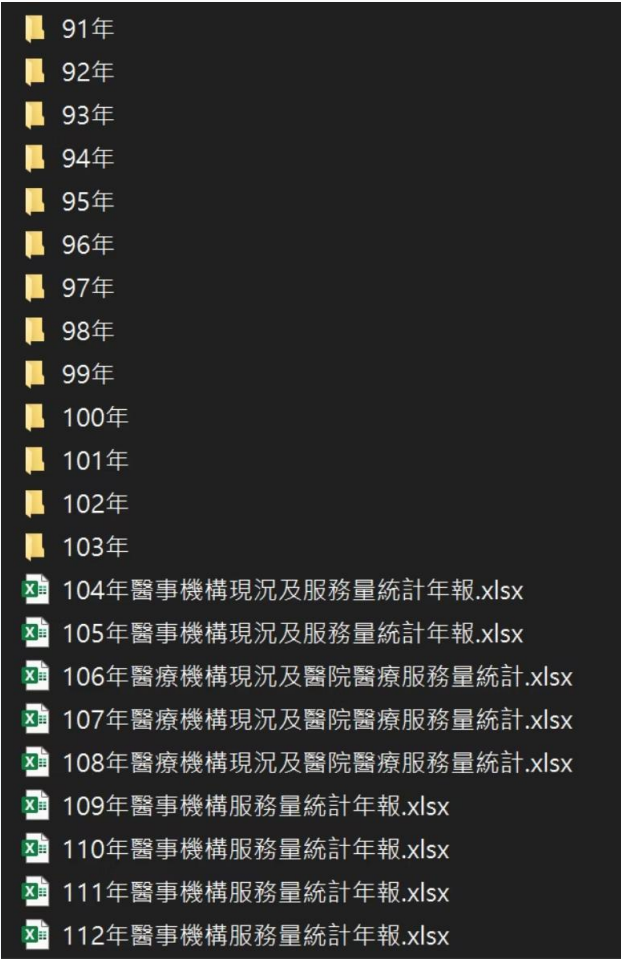 91年
92年
93年
94年
95年
96年
97年
98年
99年
100年
101年
102年
103年
104年醫事機構現況及服務量統計年報.xlsx
105年醫事機構現況及服務量統計年報.xlsx
106年醫療機構現況及醫院醫療服務量統計.xlsx
107年醫療機構現況及醫院醫療服務量統計.xlsx
108年醫療機構現況及醫院醫療服務量統計.xlsx
109年醫事機構服務量統計年報.xlsx
110年醫事機構服務量統計年報.xlsx
111年醫事機構服務量統計年報.xlsx
112年醫事機構服務量統計年報.xlsx